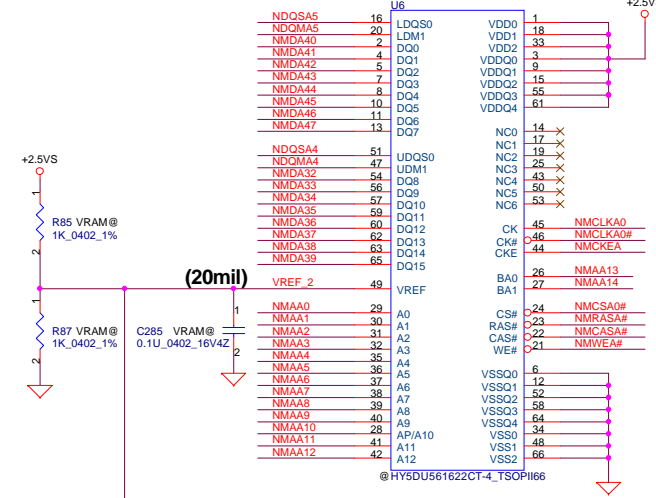 U6
+2.5VS
NDQSA5 16 LDQS0 VDD0 1
NDQMA5 20 LDM1 VDD1 18
NMDA40 2 DQ0 VDD2 33
NMDA41 4 DQ1 VDDQ0 3
NMDA42 5 DQ2 VDDQ1 9
NMDA43 7 DQ3 VDDQ2 15
NMDA44 8 DQ4 VDDQ3 55
NMDA45 10 DQ5 VDDQ4 61
NMDA46 11 DQ6
NMDA47 13 DQ7 NC0 14
NC1 17
NDQSA4 51 UDQS0 NC2 19
NDQMA4 47 UDM1 NC3 25
NMDA32 54 DQ8 NC4 43
NMDA33 56 DQ9 NC5 50
NMDA34 57 DQ10 NC6 53
NMDA35 59 DQ11
NMDA36 60 DQ12 CK 45 NMCLKA0
NMDA37 62 DQ13 CK# 46 NMCLKA0#
NMDA38 63 DQ14 CKE 44 NMCKEA
NMDA39 65 DQ15
BA0 26 NMAA13
VREF_2 49 VREF BA1 27 NMAA14
+2.5VS
1
R85 VRAM@
1K_0402_1%
2
(20mil)
1
R87 VRAM@
1K_0402_1%
2
1
C285 VRAM@
0.1U_0402_16V4Z
2
NMAA0 29 A0 CS# 24 NMCSA0#
NMAA1 30 A1 RAS# 23 NMRASA#
NMAA2 31 A2 CAS# 22 NMCASA#
NMAA3 32 A3 WE# 21 NMWEA#
NMAA4 35 A4
NMAA5 36 A5 VSSQ0 6
NMAA6 37 A6 VSSQ1 12
NMAA7 38 A7 VSSQ2 52
NMAA8 39 A8 VSSQ3 58
NMAA9 40 A9 VSSQ4 64
NMAA10 28 AP/A10 VSS0 34
NMAA11 41 A11 VSS1 48
NMAA12 42 A12 VSS2 66
@HY5DU561622CT-4_TSOPII66